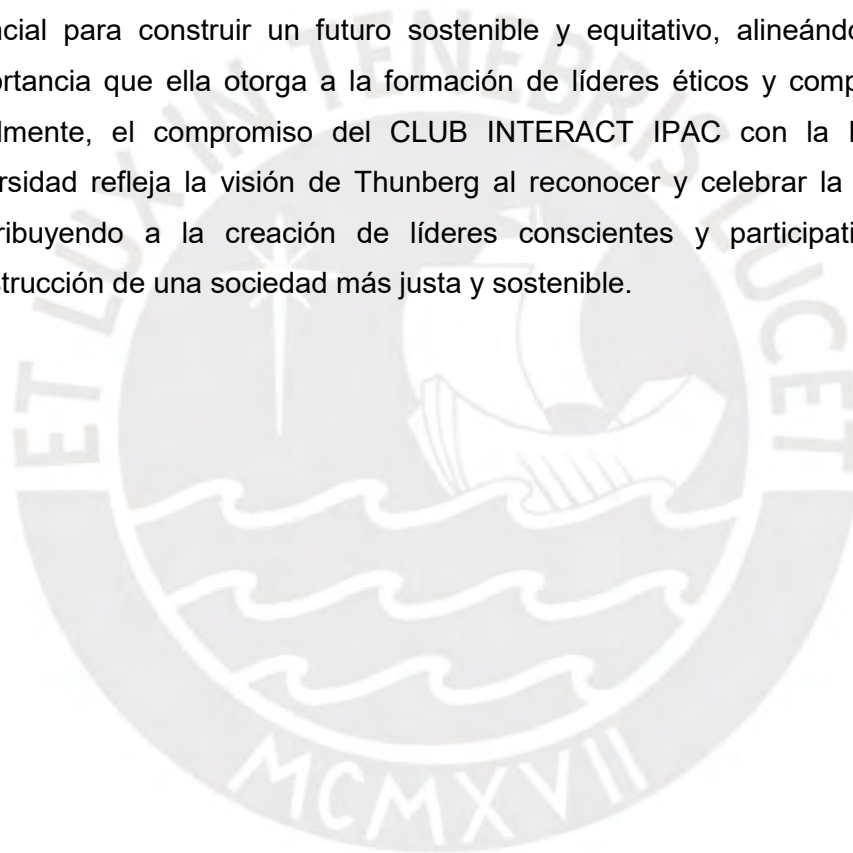 ncial para construir un futuro sostenible y equitativo, alineándo
ortancia que ella otorga a la formación de líderes éticos y comp
lmente, el compromiso del CLUB INTERACT IPAC con la
rsidad refleja la visión de Thunberg al reconocer y celebrar la
ribuyendo a la creación de líderes conscientes y participati
strucción de una sociedad más justa y sostenible.
ET LUX IN TENEBRIS LUCET
MCMXVII